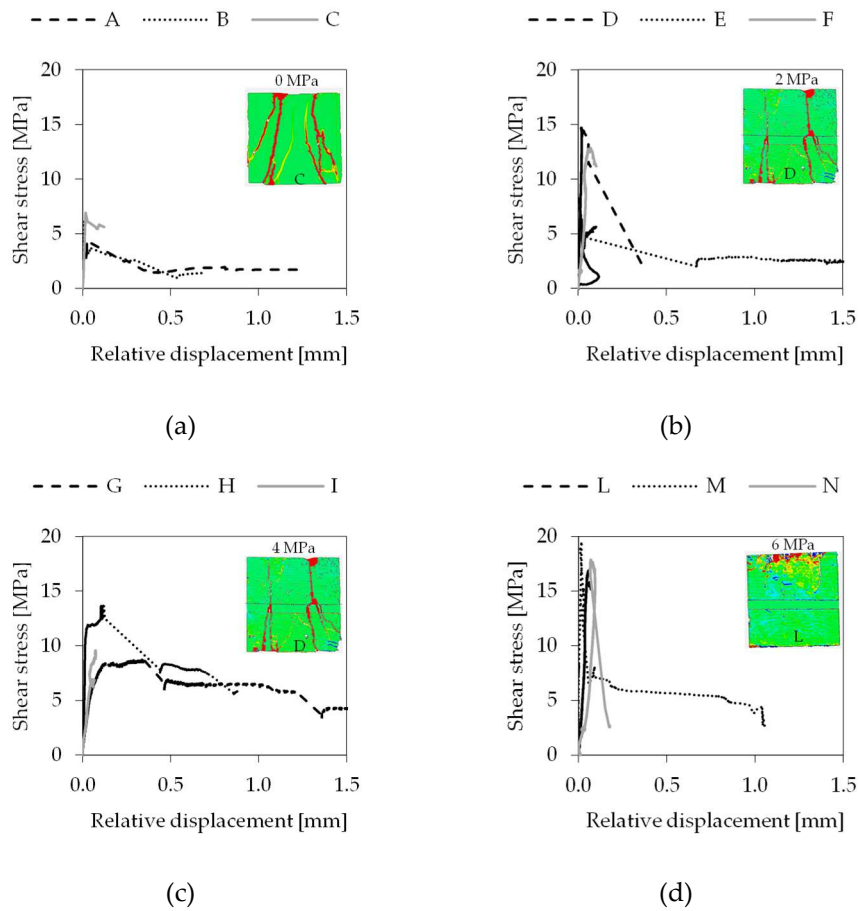 A B C
20
15
10
5
0
Shear stress [MPa]
0 MPa
C
0.0 0.5 1.0 1.5
Relative displacement [mm]
(a)
D E F
20
15
10
5
0
Shear stress [MPa]
2 MPa
D
0.0 0.5 1.0 1.5
Relative displacement [mm]
(b)
G H I
20
15
10
5
0
Shear stress [MPa]
4 MPa
D
0.0 0.5 1.0 1.5
Relative displacement [mm]
(c)
L M N
20
15
10
5
0
Shear stress [MPa]
6 MPa
L
0.0 0.5 1.0 1.5
Relative displacement [mm]
(d)